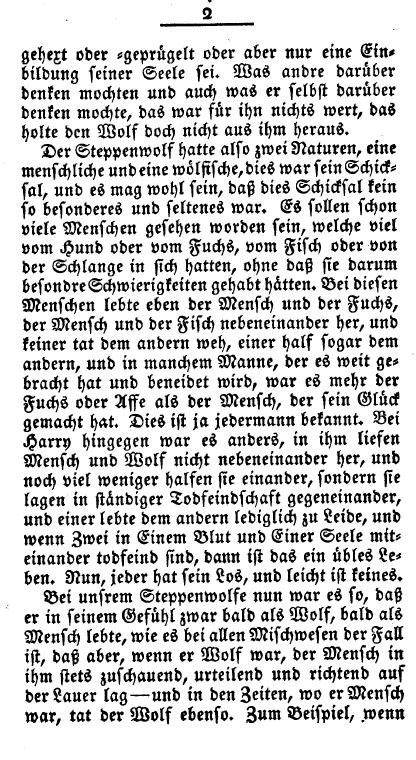 2
gehext oder -geprügelt oder aber nur eine Ein-
bildung seiner Seele sei. Was andre darüber
denken mochten und auch was er selbst darüber
denken mochte, das war für ihn nichts wert, das
holte den Wolf doch nicht aus ihm heraus.
Der Steppenwolf hatte also zwei Naturen, eine
menschliche und eine wölfische, dies war sein Schick-
sal, und es mag wohl sein, daß dies Schicksal kein
so besonderes und seltenes war. Es sollen schon
viele Menschen gesehen worden sein, welche viel
vom Hund oder vom Fuchs, vom Fisch oder von
der Schlange in sich hatten, ohne daß sie darum
besondre Schwierigkeiten gehabt hätten. Bei diesen
Menschen lebte eben der Mensch und der Fuchs,
der Mensch und der Fisch nebeneinander her, und
keiner tat dem andern weh, einer half sogar dem
andern, und in manchem Manne, der es weit ge-
bracht hat und beneidet wird, war es mehr der
Fuchs oder Affe als der Mensch, der sein Glück
gemacht hat. Dies ist ja jedermann bekannt. Bei
Harry hingegen war es anders, in ihm liefen
Mensch und Wolf nicht nebeneinander her, und
noch viel weniger halfen sie einander, sondern sie
lagen in ständiger Todfeindschaft gegeneinander,
und einer lebte dem andern lediglich zu Leide, und
wenn Zwei in Einem Blut und Einer Seele mit-
einander todfeind sind, dann ist das ein übles Le-
ben. Nun, jeder hat sein Los, und leicht ist keines.
Bei unsrem Steppenwolfe nun war es so, daß
er in seinem Gefühl zwar bald als Wolf, bald als
Mensch lebte, wie es bei allen Mischwesen der Fall
ist, daß aber, wenn er Wolf war, der Mensch in
ihm stets zuschauend, urteilend und richtend auf
der Lauer lag—und in den Zeiten, wo er Mensch
war, tat der Wolf ebenso. Zum Beispiel, wenn